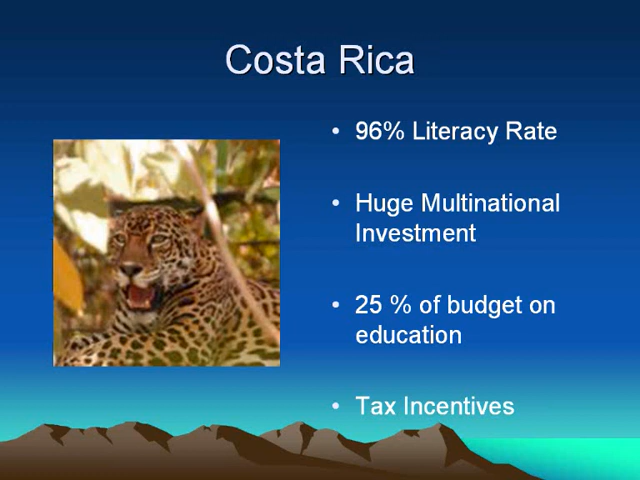 Costa Rica
• 96% Literacy Rate
• Huge Multinational
Investment
• 25 % of budget on
education
• Tax Incentives